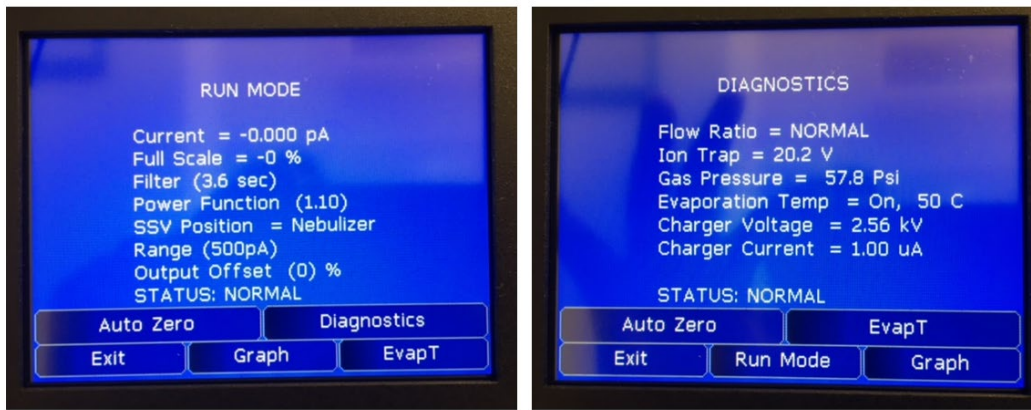 RUN MODE
Current = -0.000 pA
Full Scale = -0 %
Filter (3.6 sec)
Power Function (1.10)
SSV Position = Nebulizer
Range (500pA)
Output Offset (0) %
STATUS: NORMAL
Auto Zero
Diagnostics
Exit
Graph
EvapT
DIAGNOSTICS
Flow Ratio = NORMAL
Ion Trap = 20.2 V
Gas Pressure = 57.8 Psi
Evaporation Temp = On, 50 C
Charger Voltage = 2.56 kV
Charger Current = 1.00 uA
STATUS: NORMAL
Auto Zero
EvapT
Exit
Run Mode
Graph